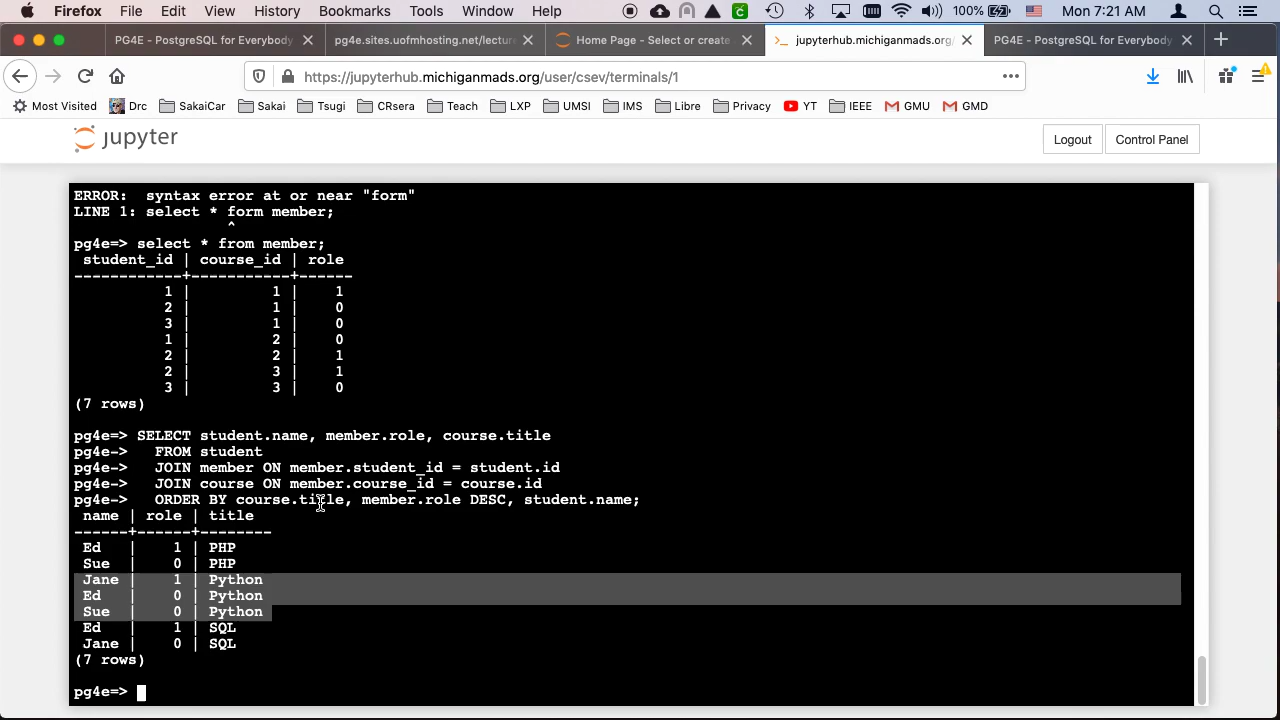 Firefox File Edit View History Bookmarks Tools Window Help 100% Mon 7:21 AM
PG4E - PostgreSQL for Everybody pg4e.sites.uofmhosting.net/lectur Home Page - Select or create jupyterhub.michiganmads.org/ PG4E - PostgreSQL for Everybody
https://jupyterhub.michiganmads.org/user/csev/terminals/1
Most Visited Drc SakaiCar Sakai Tsugi CRsera Teach LXP UMSI IMS Libre Privacy YT IEEE GMU GMD
jupyter Logout Control Panel
ERROR:  syntax error at or near "form"
LINE 1: select * form member;
^
pg4e=> select * from member;
student_id | course_id | role
------------+-----------+------
1 | 1 | 1
2 | 1 | 0
3 | 1 | 0
1 | 2 | 0
2 | 2 | 1
2 | 3 | 1
3 | 3 | 0
(7 rows)
pg4e=> SELECT student.name, member.role, course.title
pg4e->   FROM student
pg4e->   JOIN member ON member.student_id = student.id
pg4e->   JOIN course ON member.course_id = course.id
pg4e->   ORDER BY course.title, member.role DESC, student.name;
name | role | title
------+------+--------
Ed | 1 | PHP
Sue | 0 | PHP
Jane | 1 | Python
Ed | 0 | Python
Sue | 0 | Python
Ed | 1 | SQL
Jane | 0 | SQL
(7 rows)
pg4e=>